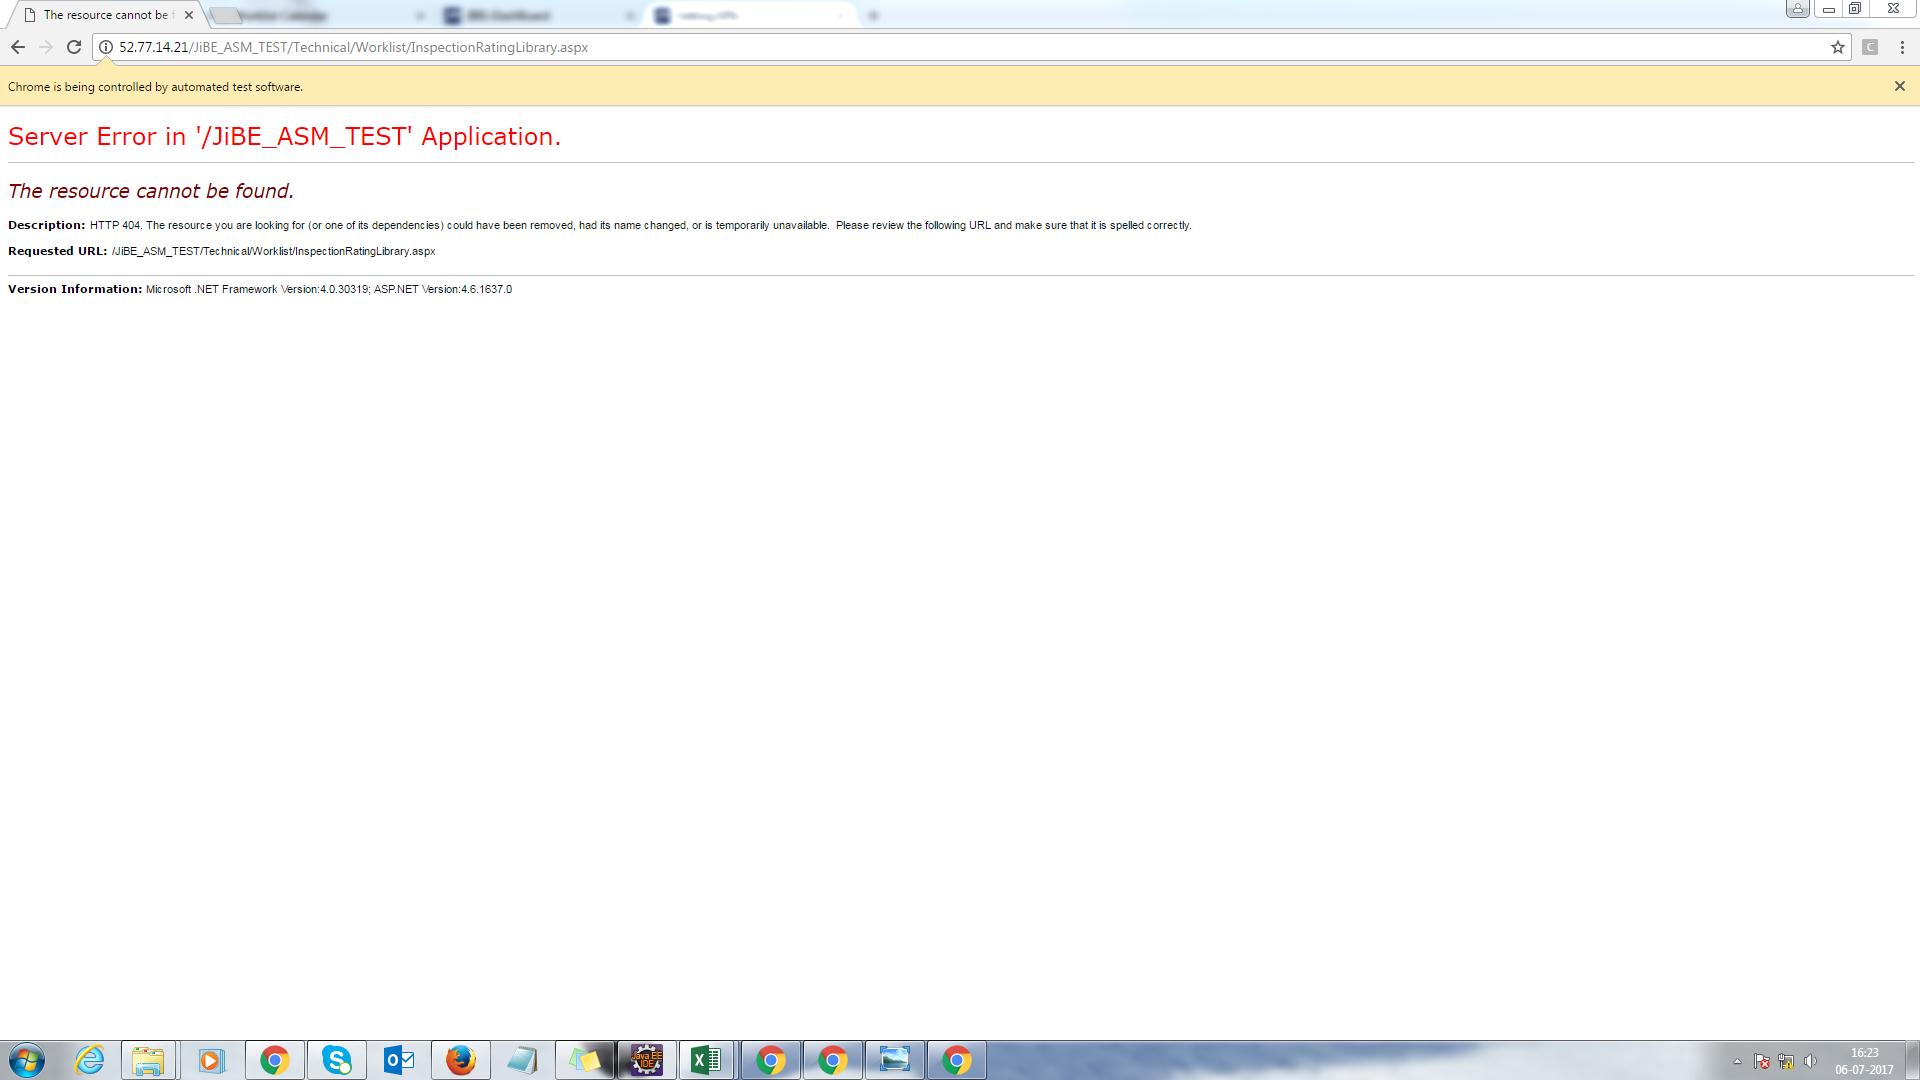 The resource cannot be f
Worklist Calendar
52.77.14.21/JiBE_ASM_TEST/Technical/Worklist/InspectionRatingLibrary.aspx
C
Chrome is being controlled by automated test software.
Server Error in '/JiBE_ASM_TEST' Application.
The resource cannot be found.
Description: HTTP 404. The resource you are looking for (or one of its dependencies) could have been removed, had its name changed, or is temporarily unavailable.  Please review the following URL and make sure that it is spelled correctly.
Requested URL: /JiBE_ASM_TEST/Technical/Worklist/InspectionRatingLibrary.aspx
Version Information: Microsoft .NET Framework Version:4.0.30319; ASP.NET Version:4.6.1637.0
Java EE
IDE
16:23
06-07-2017